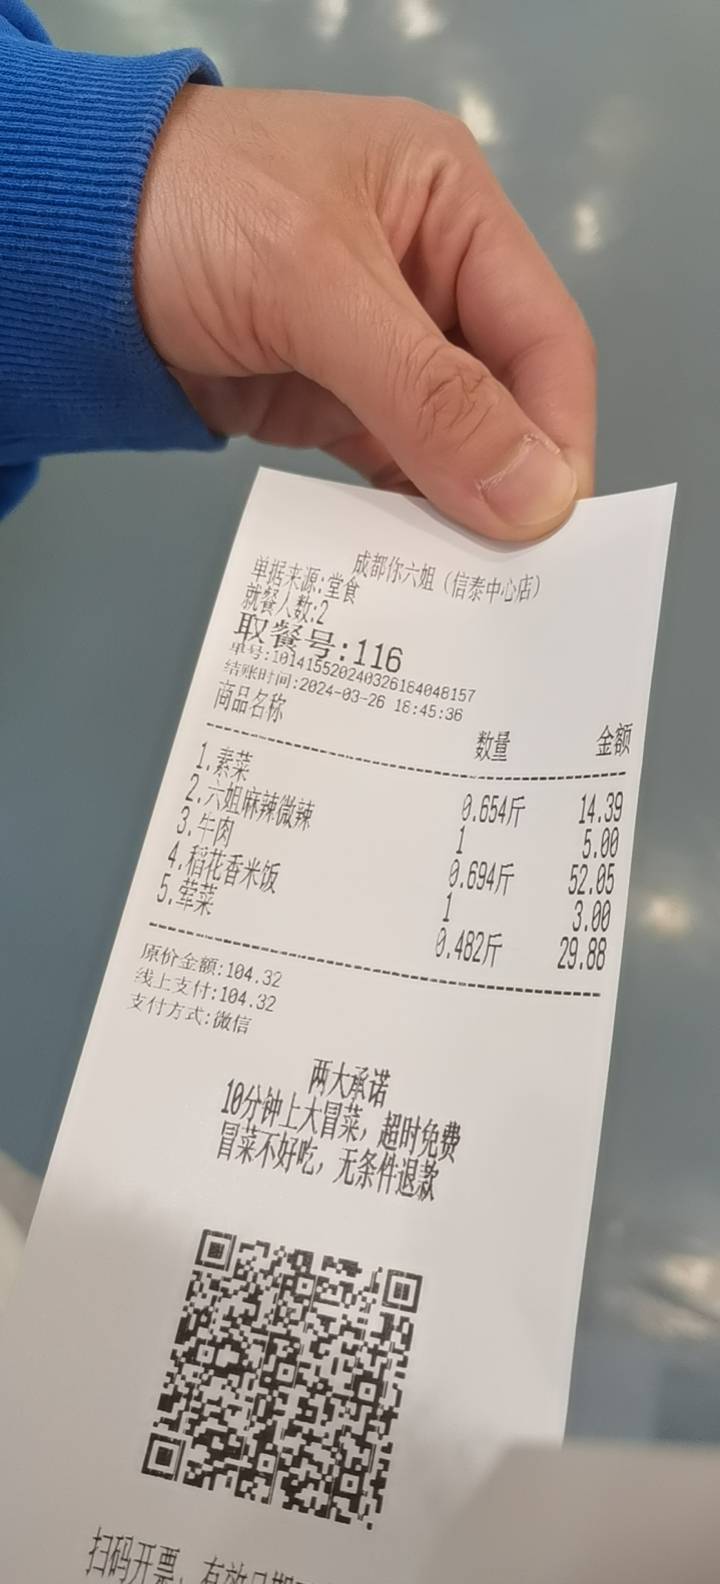 成都你六姐（信泰中心店）
单据来源:堂食
就餐人数:2
取餐号:116
单号:101415520240326184048157
结账时间:2024-03-26 18:45:36
商品名称 数量 金额
1.素菜 0.654斤 14.39
2.六姐麻辣微辣 1 5.00
3.牛肉 0.694斤 52.05
4.稻花香米饭 1 3.00
5.荤菜 0.482斤 29.88
原价金额:104.32
线上支付:104.32
支付方式:微信
两大承诺
10分钟上大冒菜，超时免费
冒菜不好吃，无条件退款
扫码开票，有效日期